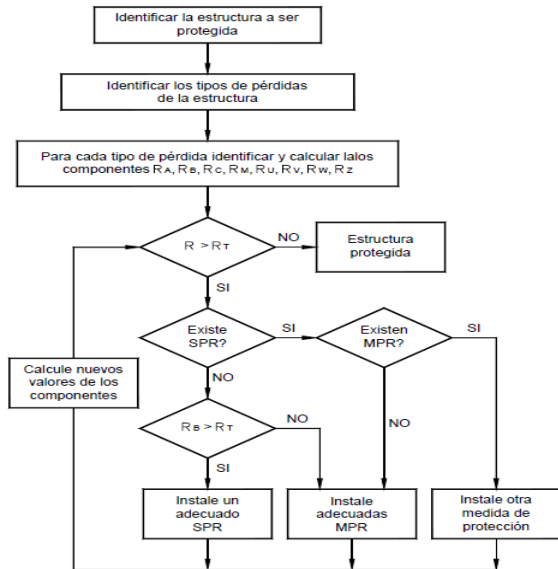 Identificar la estructura a ser
protegida
Identificar los tipos de pérdidas
de la estructura
Para cada tipo de pérdida identificar y calcular lalos
componentes RA, RB, RC, RM, RU, RV, RW, RZ
R >RT
NO
Estructura
protegida
SI
Existe
SPR?
SI
Existen
MPR?
SI
Calcule nuevos
valores de los
componentes
NO
NO
RB>RT
NO
SI
Instale un
adecuado
SPR
Instale
adecuadas
MPR
Instale otra
medida de
protección